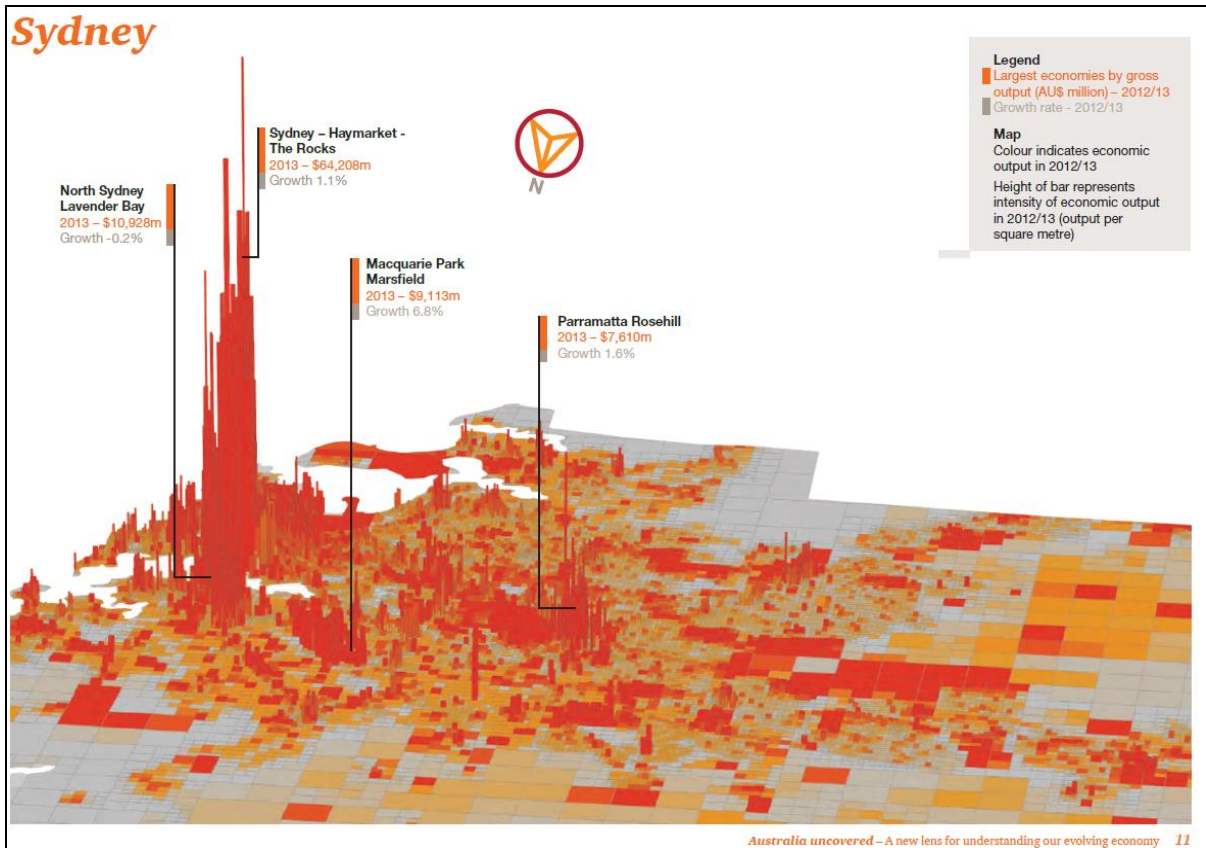 Sydney
Legend
Largest economies by gross
output (AU$ million) – 2012/13
Growth rate - 2012/13
Map
Colour indicates economic
output in 2012/13
Height of bar represents
intensity of economic output
in 2012/13 (output per
square metre)
Sydney – Haymarket -
The Rocks
2013 – $64,208m
Growth 1.1%
N
North Sydney
Lavender Bay
2013 – $10,928m
Growth -0.2%
Macquarie Park
Marsfield
2013 – $9,113m
Growth 6.8%
Parramatta Rosehill
2013 – $7,610m
Growth 1.6%
Australia uncovered – A new lens for understanding our evolving economy 11